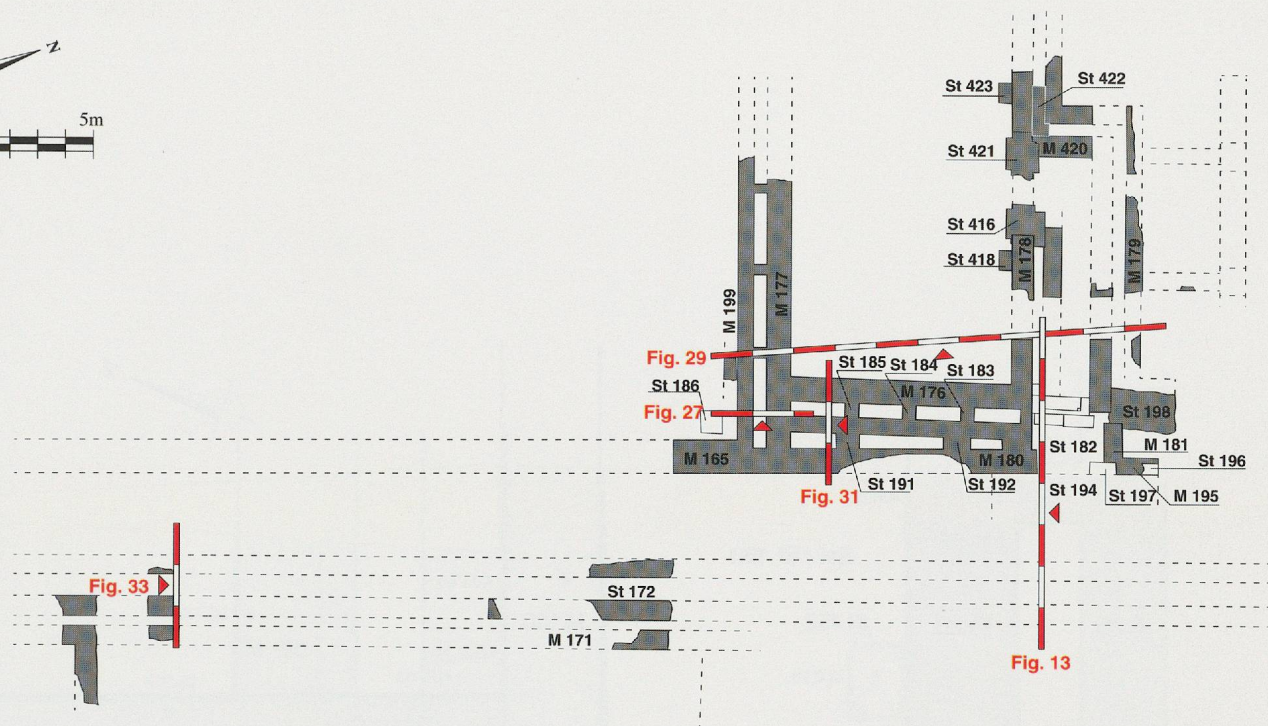 N
5m
St 423
St 422
St 421
M 420
St 416
M 178
St 418
M 179
M 199
M 177
Fig. 29
St 185
St 184
St 183
St 186
M 176
Fig. 27
St 198
M 165
M 180
St 182
M 181
St 196
St 191
St 192
St 194
St 197
M 195
Fig. 31
Fig. 33
St 172
M 171
Fig. 13